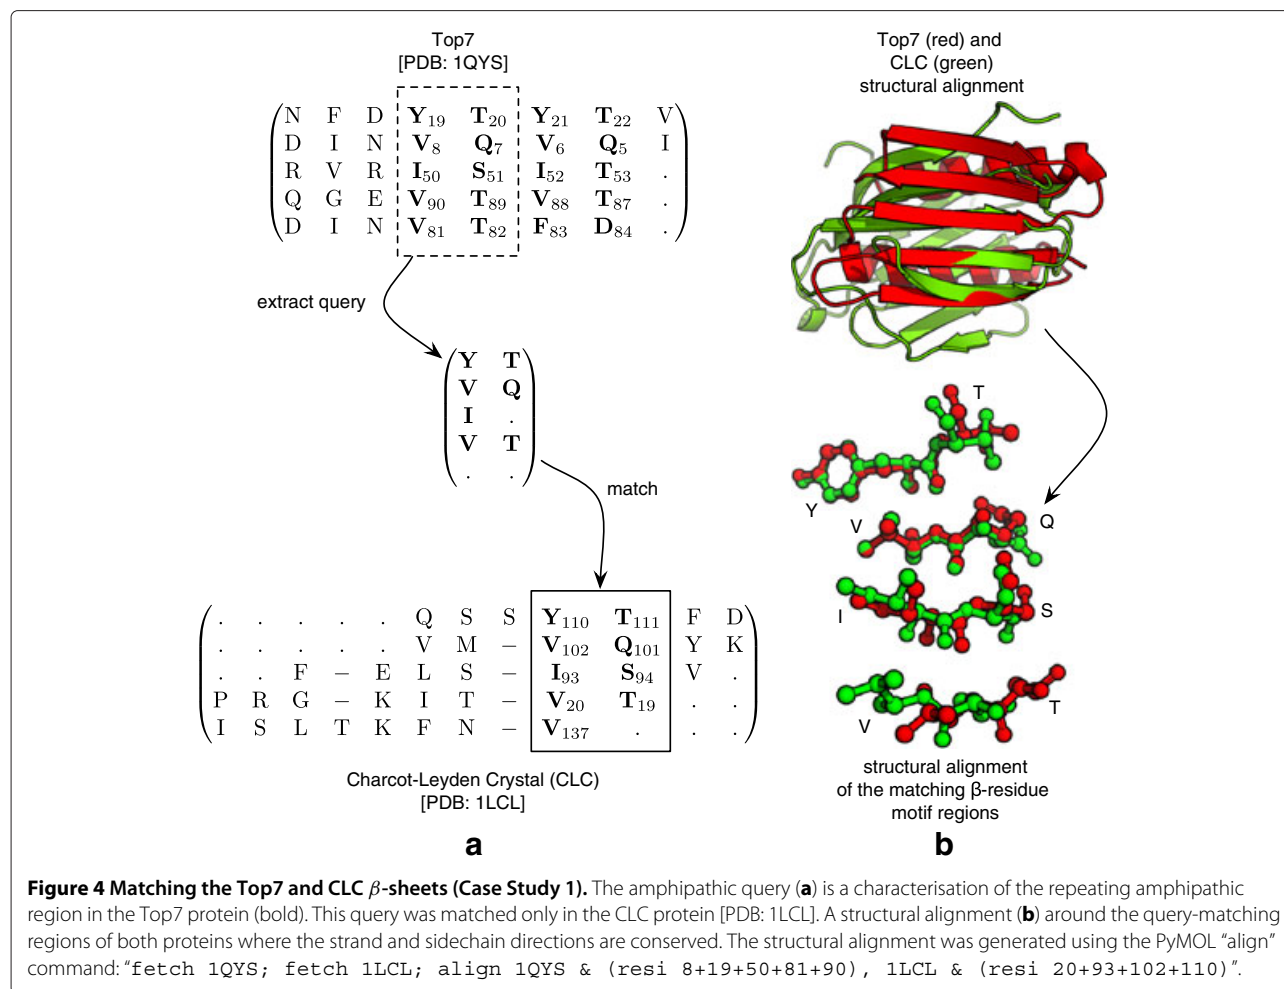 Top7
[PDB: 1QYS]
N F D Y19 T20 Y21 T22 V
D I N V8 Q7 V6 Q5 I
R V R I50 S51 I52 T53 .
Q G E V90 T89 V88 T87 .
D I N V81 T82 F83 D84 .
extract query
Y T
V Q
I .
V T
. .
match
. . . . . Q S S Y110 T111 F D
. . . . . V M – V102 Q101 Y K
. . F – E L S – I93 S94 V .
P R G – K I T – V20 T19 . .
I S L T K F N – V137 . . .
Charcot-Leyden Crystal (CLC)
[PDB: 1LCL]
a
Top7 (red) and
CLC (green)
structural alignment
T
Y
V
Q
I
S
V
T
structural alignment
of the matching β-residue
motif regions
b
Figure 4 Matching the Top7 and CLC β-sheets (Case Study 1). The amphipathic query (a) is a characterisation of the repeating amphipathic
region in the Top7 protein (bold). This query was matched only in the CLC protein [PDB: 1LCL]. A structural alignment (b) around the query-matching
regions of both proteins where the strand and sidechain directions are conserved. The structural alignment was generated using the PyMOL “align”
command: “fetch 1QYS; fetch 1LCL; align 1QYS & (resi 8+19+50+81+90), 1LCL & (resi 20+93+102+110)”.